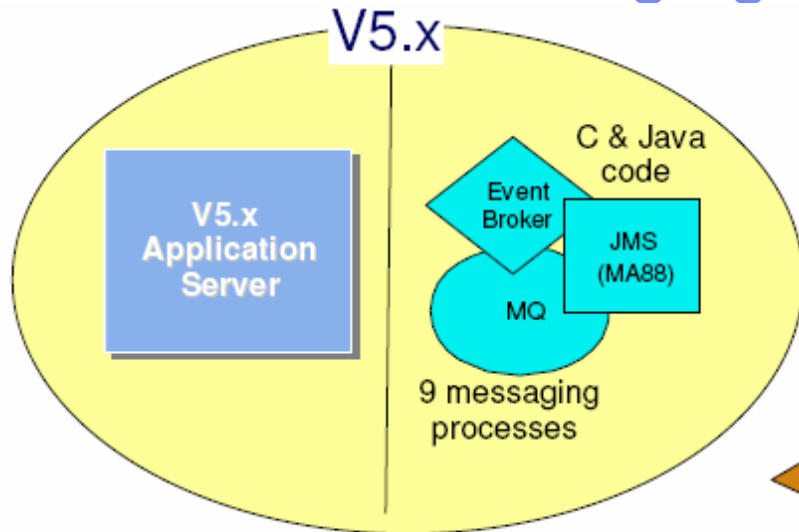 V5.x
V5.x
Application
Server
C & Java
code
Event
Broker
JMS
(MA88)
MQ
9 messaging
processes